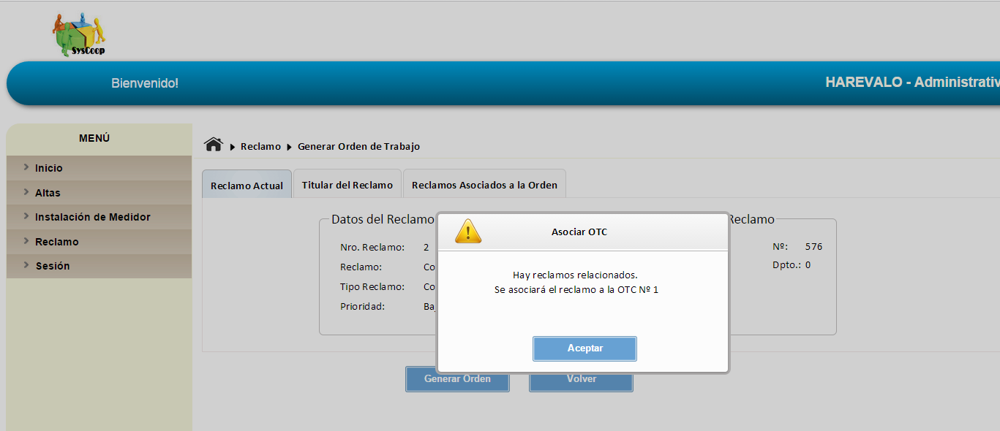 SysCoop
Bienvenido!
HAREVALO - Administrativ
MENÚ
Inicio
Altas
Instalación de Medidor
Reclamo
Sesión
Reclamo Generar Orden de Trabajo
Reclamo Actual Titular del Reclamo Reclamos Asociados a la Orden
Datos del Reclamo
Nro. Reclamo: 2
Reclamo: Co
Tipo Reclamo: Co
Prioridad: Ba
Reclamo
Nº: 576
Dpto.: 0
Asociar OTC
Hay reclamos relacionados.
Se asociará el reclamo a la OTC Nº 1
Aceptar
Generar Orden Volver